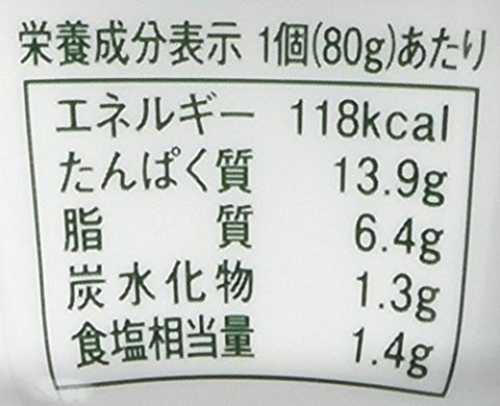 栄養成分表示 1個(80g)あたり
エネルギー 118kcal
たんぱく質 13.9g
脂質 6.4g
炭水化物 1.3g
食塩相当量 1.4g